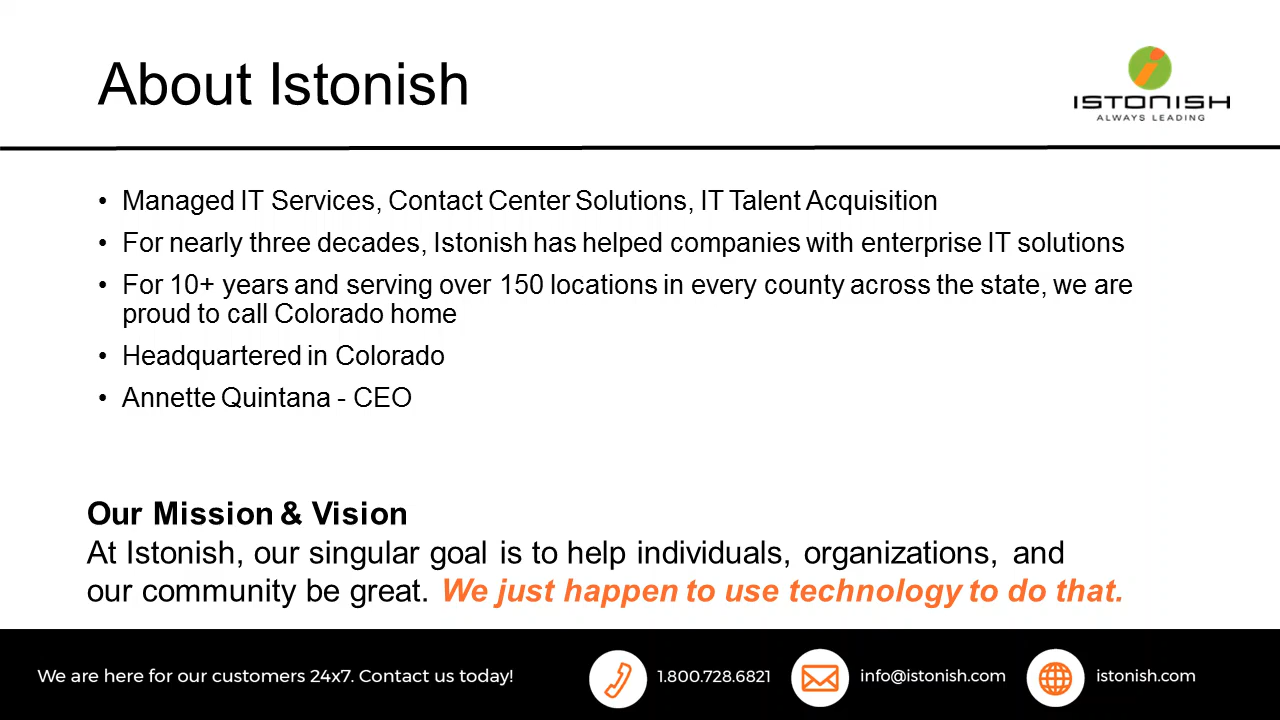 About Istonish
ISTONISH
ALWAYS LEADING
• Managed IT Services, Contact Center Solutions, IT Talent Acquisition
• For nearly three decades, Istonish has helped companies with enterprise IT solutions
• For 10+ years and serving over 150 locations in every county across the state, we are
proud to call Colorado home
• Headquartered in Colorado
• Annette Quintana - CEO
Our Mission & Vision
At Istonish, our singular goal is to help individuals, organizations, and
our community be great. We just happen to use technology to do that.
We are here for our customers 24x7. Contact us today! 1.800.728.6821 info@istonish.com istonish.com